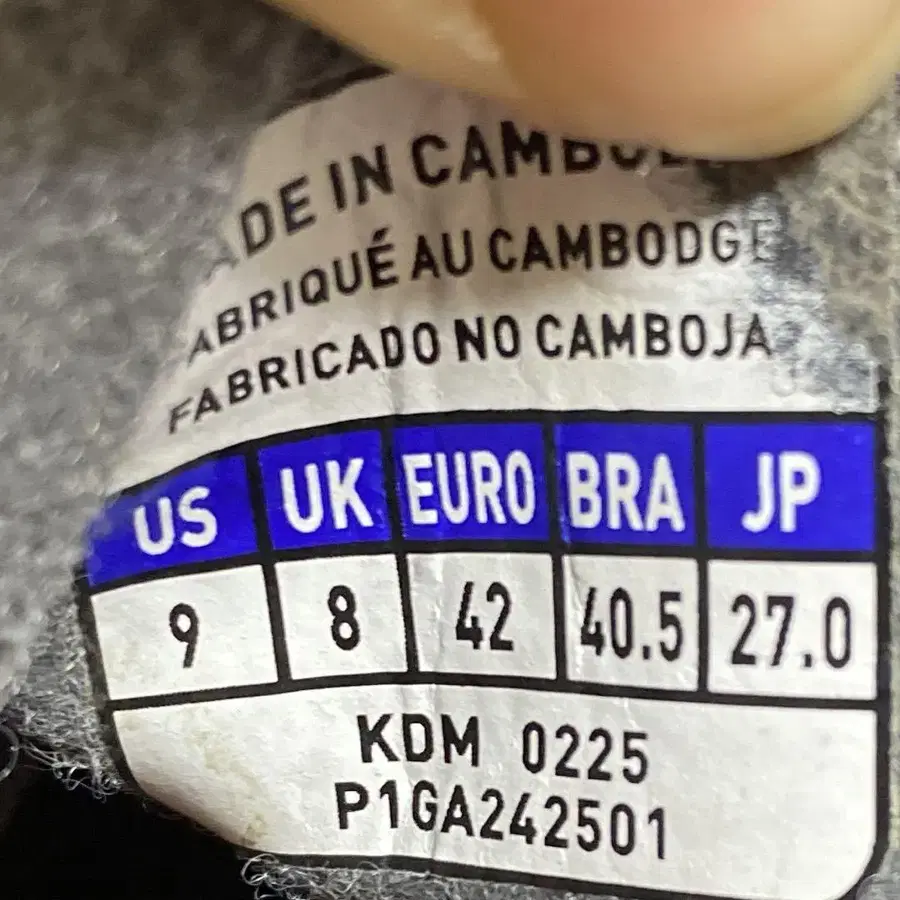 ADE IN CAMBO
ABRIQUÉ AU CAMBODGE
FABRICADO NO CAMBOJA
US UK EURO BRA JP
9 8 42 40.5 27.0
KDM 0225
P1GA242501